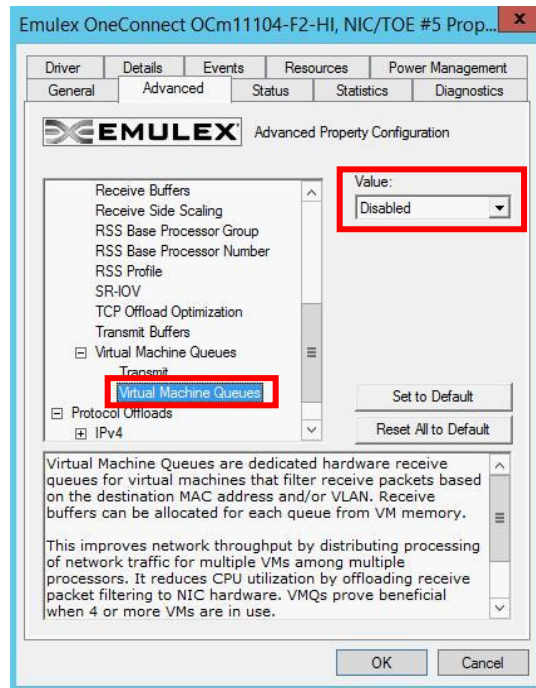 Emulex OneConnect OCm11104-F2-HI, NIC/TOE #5 Prop... x
Driver Details Events Resources Power Management
General Advanced Status Statistics Diagnostics
EMULEX Advanced Property Configuration
Value:
Disabled
Receive Buffers
Receive Side Scaling
RSS Base Processor Group
RSS Base Processor Number
RSS Profile
SR-IOV
TCP Offload Optimization
Transmit Buffers
Virtual Machine Queues
Transmit
Virtual Machine Queues
Protocol Offloads
IPv4
Set to Default
Reset All to Default
Virtual Machine Queues are dedicated hardware receive
queues for virtual machines that filter receive packets based
on the destination MAC address and/or VLAN. Receive
buffers can be allocated for each queue from VM memory.
This improves network throughput by distributing processing
of network traffic for multiple VMs among multiple
processors. It reduces CPU utilization by offloading receive
packet filtering to NIC hardware. VMQs prove beneficial
when 4 or more VMs are in use.
OK Cancel